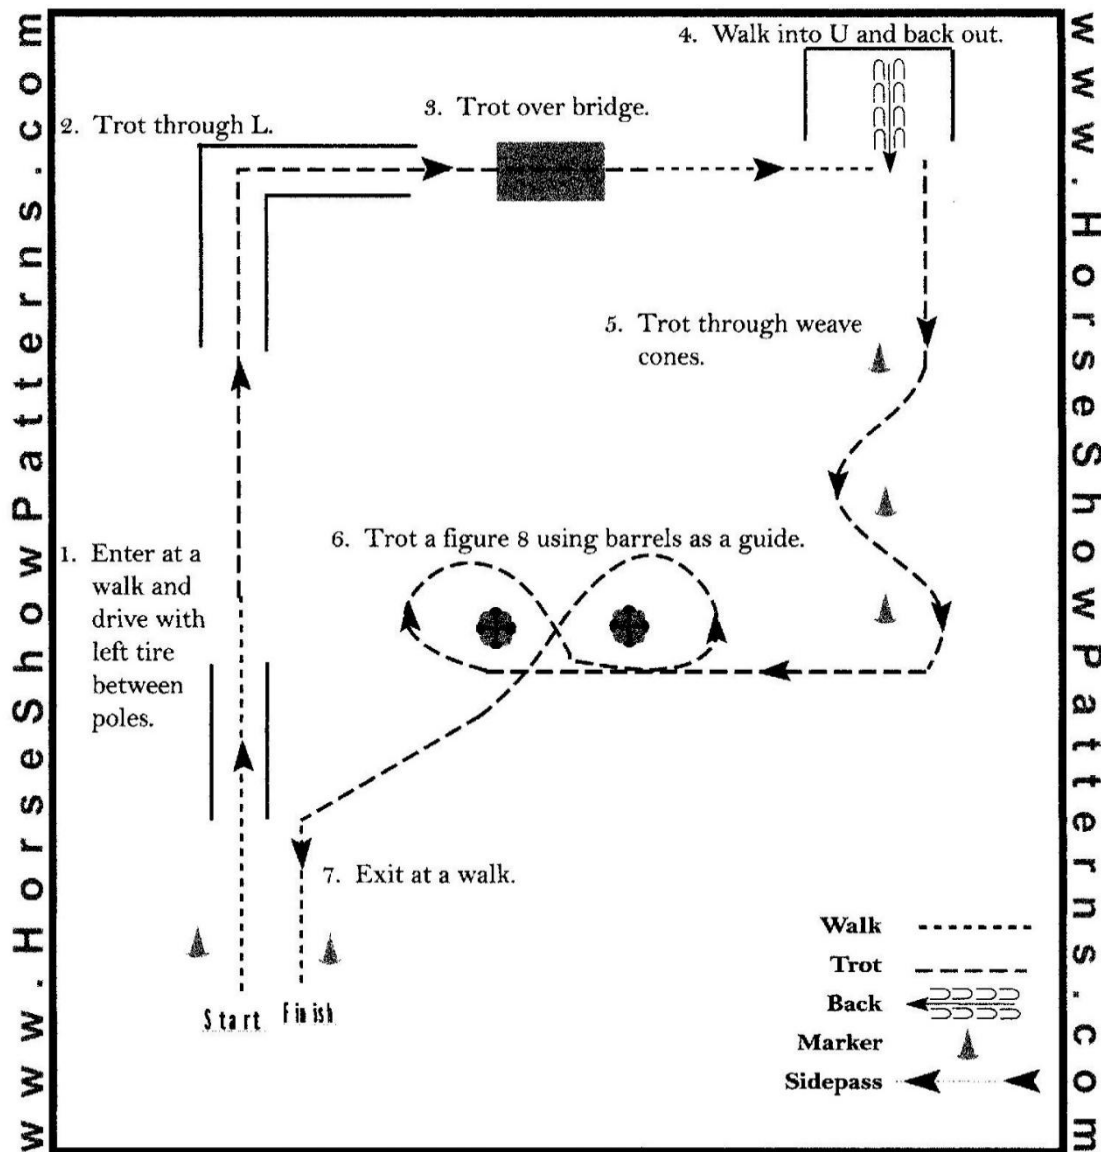 www.HorseShowPatterns.com
4. Walk into U and back out.
3. Trot over bridge.
2. Trot through L.
5. Trot through weave
cones.
6. Trot a figure 8 using barrels as a guide.
1. Enter at a
walk and
drive with
left tire
between
poles.
7. Exit at a walk.
Start
Finish
Walk
Trot
Back
Marker
Sidepass
www.HorseShowPatterns.com